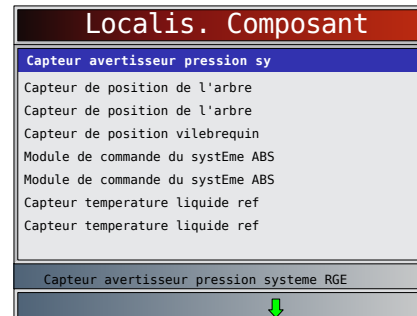 Localis. Composant
Capteur avertisseur pression sy
Capteur de position de l'arbre
Capteur de position de l'arbre
Capteur de position vilebrequin
Module de commande du systEme ABS
Module de commande du systEme ABS
Capteur temperature liquide ref
Capteur temperature liquide ref
Capteur avertisseur pression systeme RGE